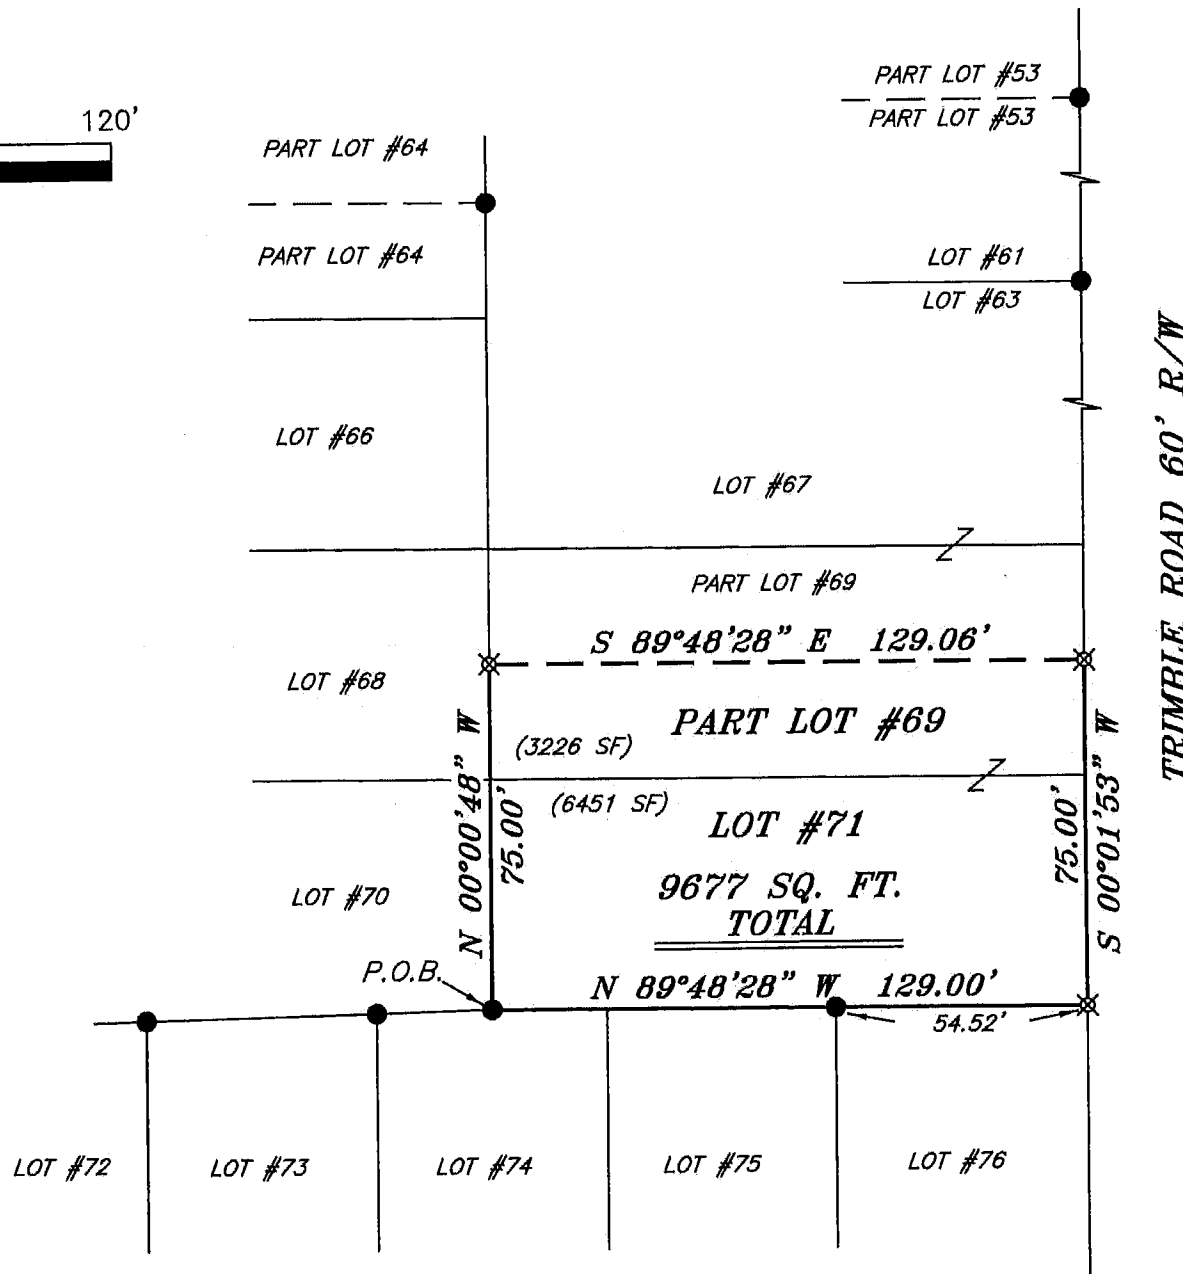 PART LOT #53
PART LOT #53
120'
PART LOT #64
PART LOT #64
LOT #61
LOT #63
TRIMBLE ROAD 60' R/W
LOT #66
LOT #67
PART LOT #69
S 89°48'28" E 129.06'
LOT #68
PART LOT #69
(3226 SF)
N 00°00'48" W
75.00'
(6451 SF)
LOT #71
75.00'
S 00°01'53" W
9677 SQ. FT.
TOTAL
LOT #70
P.O.B.
N 89°48'28" W 129.00'
54.52'
LOT #72
LOT #73
LOT #74
LOT #75
LOT #76